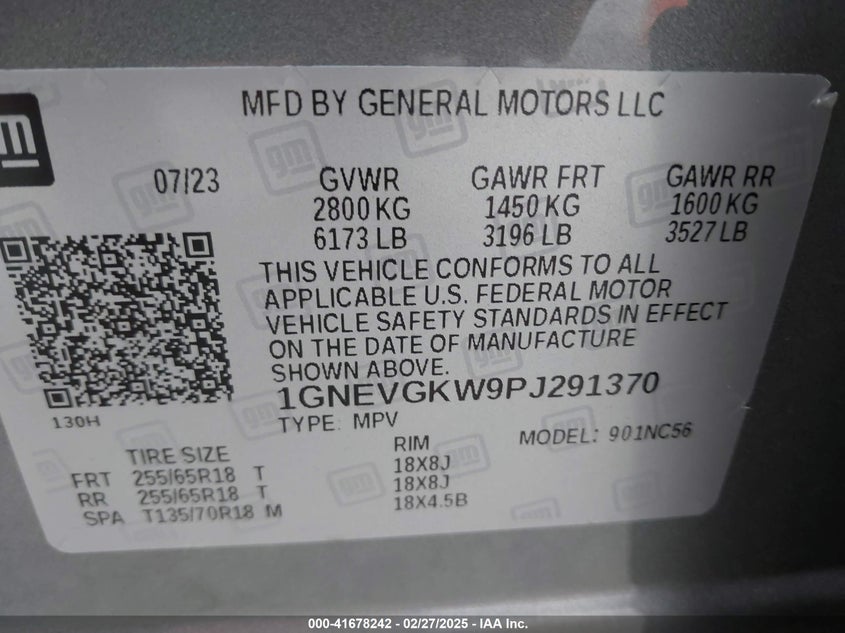 MFD BY GENERAL MOTORS LLC
gm
07/23 GVWR GAWR FRT GAWR RR
2800 KG 1450 KG 1600 KG
6173 LB 3196 LB 3527 LB
THIS VEHICLE CONFORMS TO ALL
APPLICABLE U.S. FEDERAL MOTOR
VEHICLE SAFETY STANDARDS IN EFFECT
ON THE DATE OF MANUFACTURE
SHOWN ABOVE.
1GNEVGKW9PJ291370
130H
TYPE: MPV MODEL: 901NC56
TIRE SIZE RIM
FRT 255/65R18 T 18X8J
RR 255/65R18 T 18X8J
SPA T135/70R18 M 18X4.5B
000-41678242 - 02/27/2025 - IAA Inc.